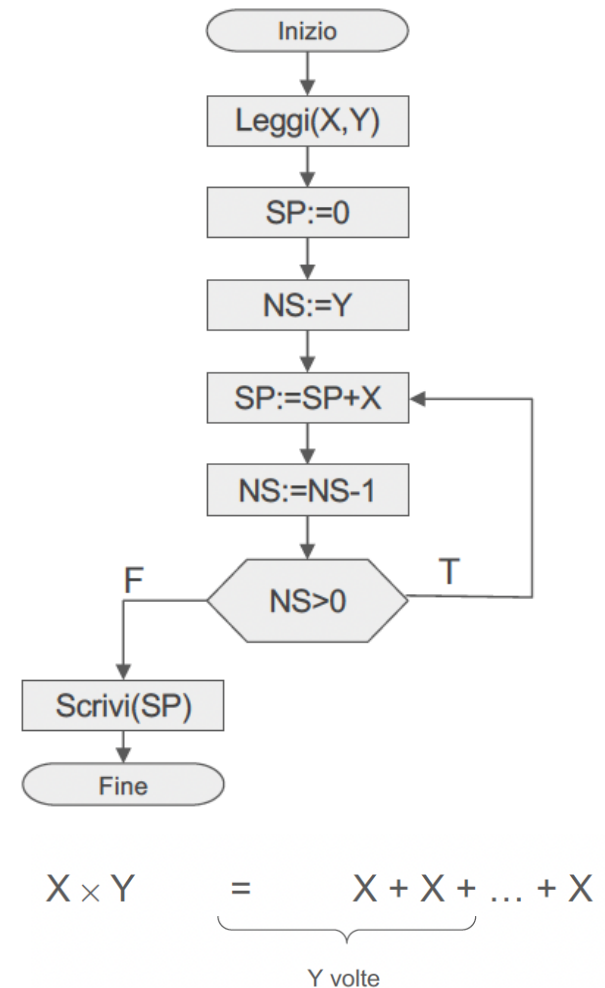 Inizio
Leggi(X,Y)
SP:=0
NS:=Y
SP:=SP+X
NS:=NS-1
F
NS>0
T
Scrivi(SP)
Fine
X × Y = X + X + … + X
Y volte